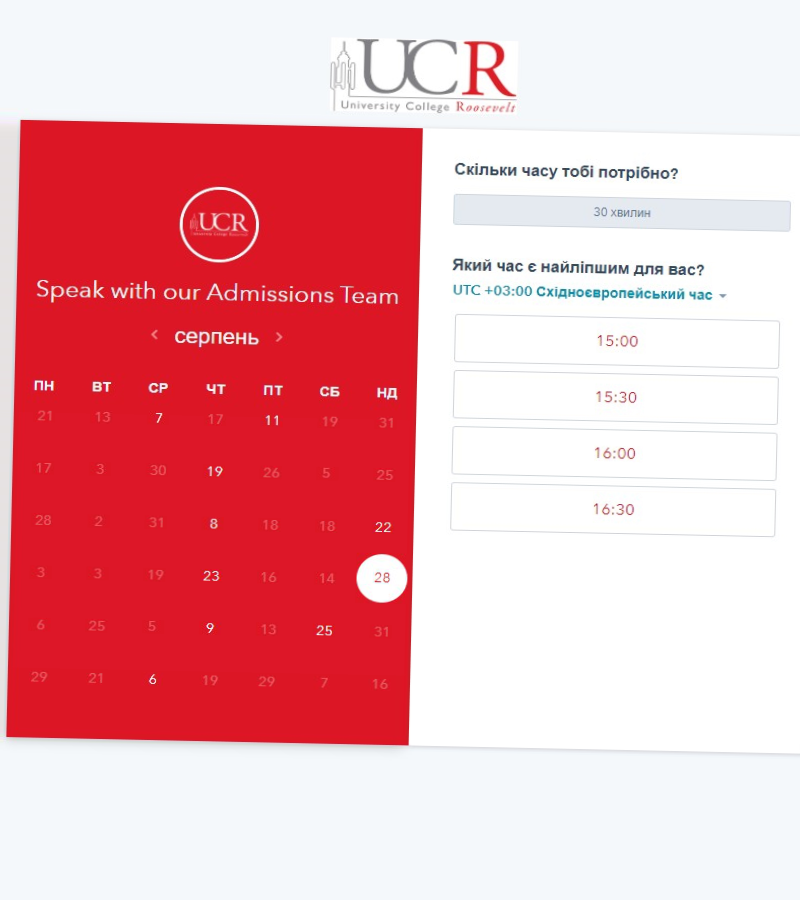 UCR
University College Roosevelt
UCR
Speak with our Admissions Team
серпень
ПН ВТ СР ЧТ ПТ СБ НД
21 13 7 17 11 19 31
17 3 30 19 26 5 25
28 2 31 8 18 18 22
3 3 19 23 16 14 28
6 25 5 9 13 25 31
29 21 6 19 29 7 16
Скільки часу тобі потрібно?
30 хвилин
Який час є найліпшим для вас?
UTC +03:00 Східноєвропейський час
15:00
15:30
16:00
16:30